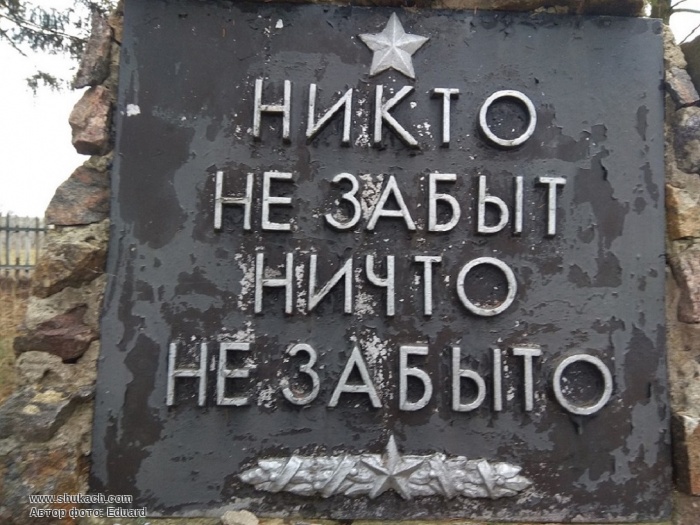 НИКТО
НЕ ЗАБЫТ
НИЧТО
НЕ ЗАБЫТО
www.shukach.com
Автор фото: Eduard